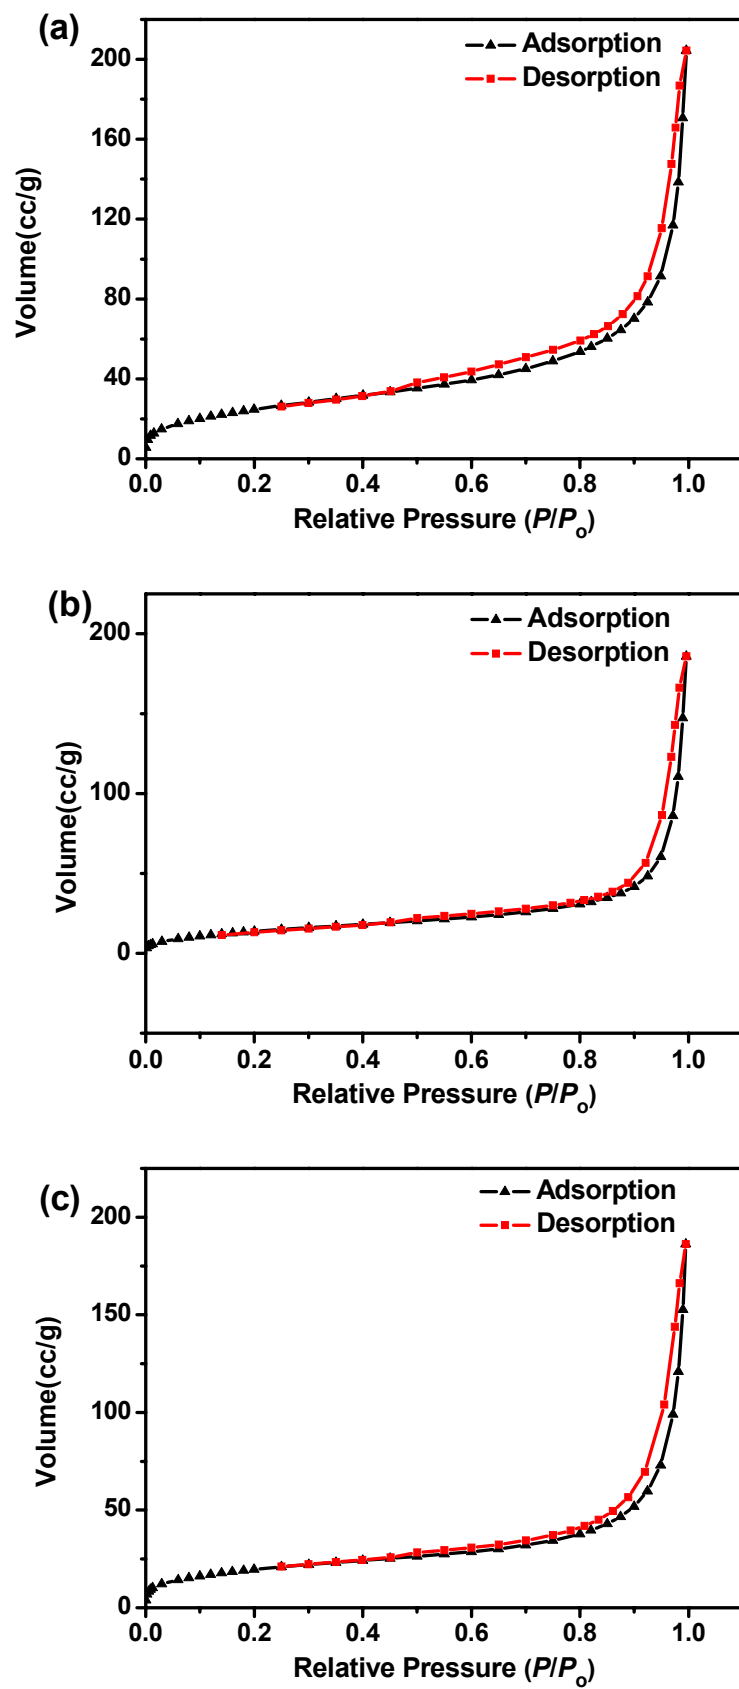 (a)
Adsorption
Desorption
200
160
120
80
40
0
Volume(cc/g)
0.0 0.2 0.4 0.6 0.8 1.0
Relative Pressure (P/Po)
(b)
Adsorption
Desorption
200
100
0
Volume(cc/g)
0.0 0.2 0.4 0.6 0.8 1.0
Relative Pressure (P/Po)
(c)
Adsorption
Desorption
200
150
100
50
0
Volume(cc/g)
0.0 0.2 0.4 0.6 0.8 1.0
Relative Pressure (P/Po)